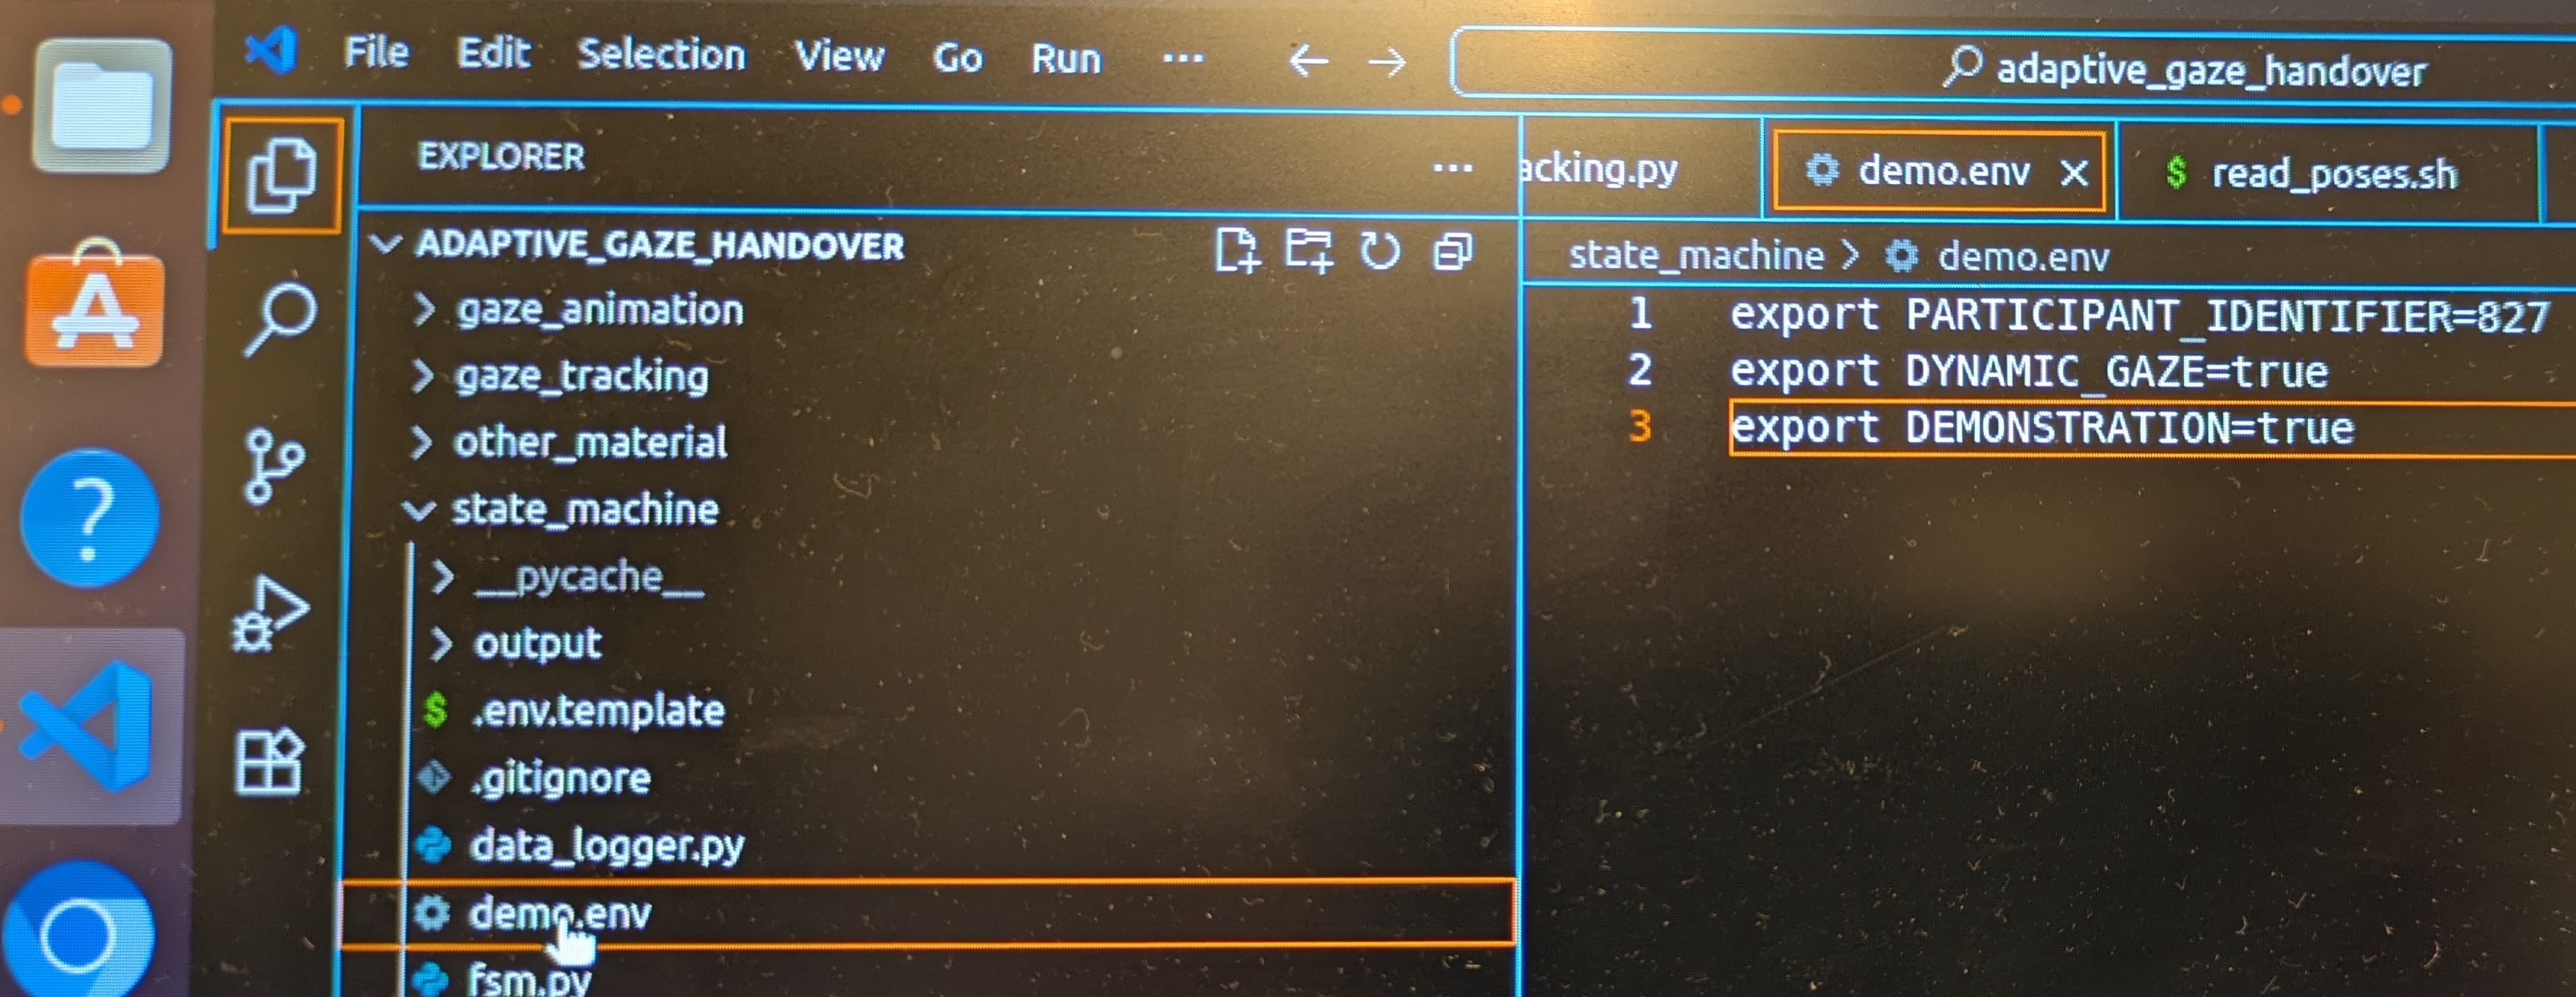 File Edit Selection View Go Run ...
adaptive_gaze_handover
EXPLORER ...
ADAPTIVE_GAZE_HANDOVER
gaze_animation
gaze_tracking
other_material
state_machine
__pycache__
output
$ .env.template
.gitignore
data_logger.py
demo.env
fsm.py
acking.py
demo.env
$ read_poses.sh
state_machine > demo.env
1 export PARTICIPANT_IDENTIFIER=827
2 export DYNAMIC_GAZE=true
3 export DEMONSTRATION=true
A
?